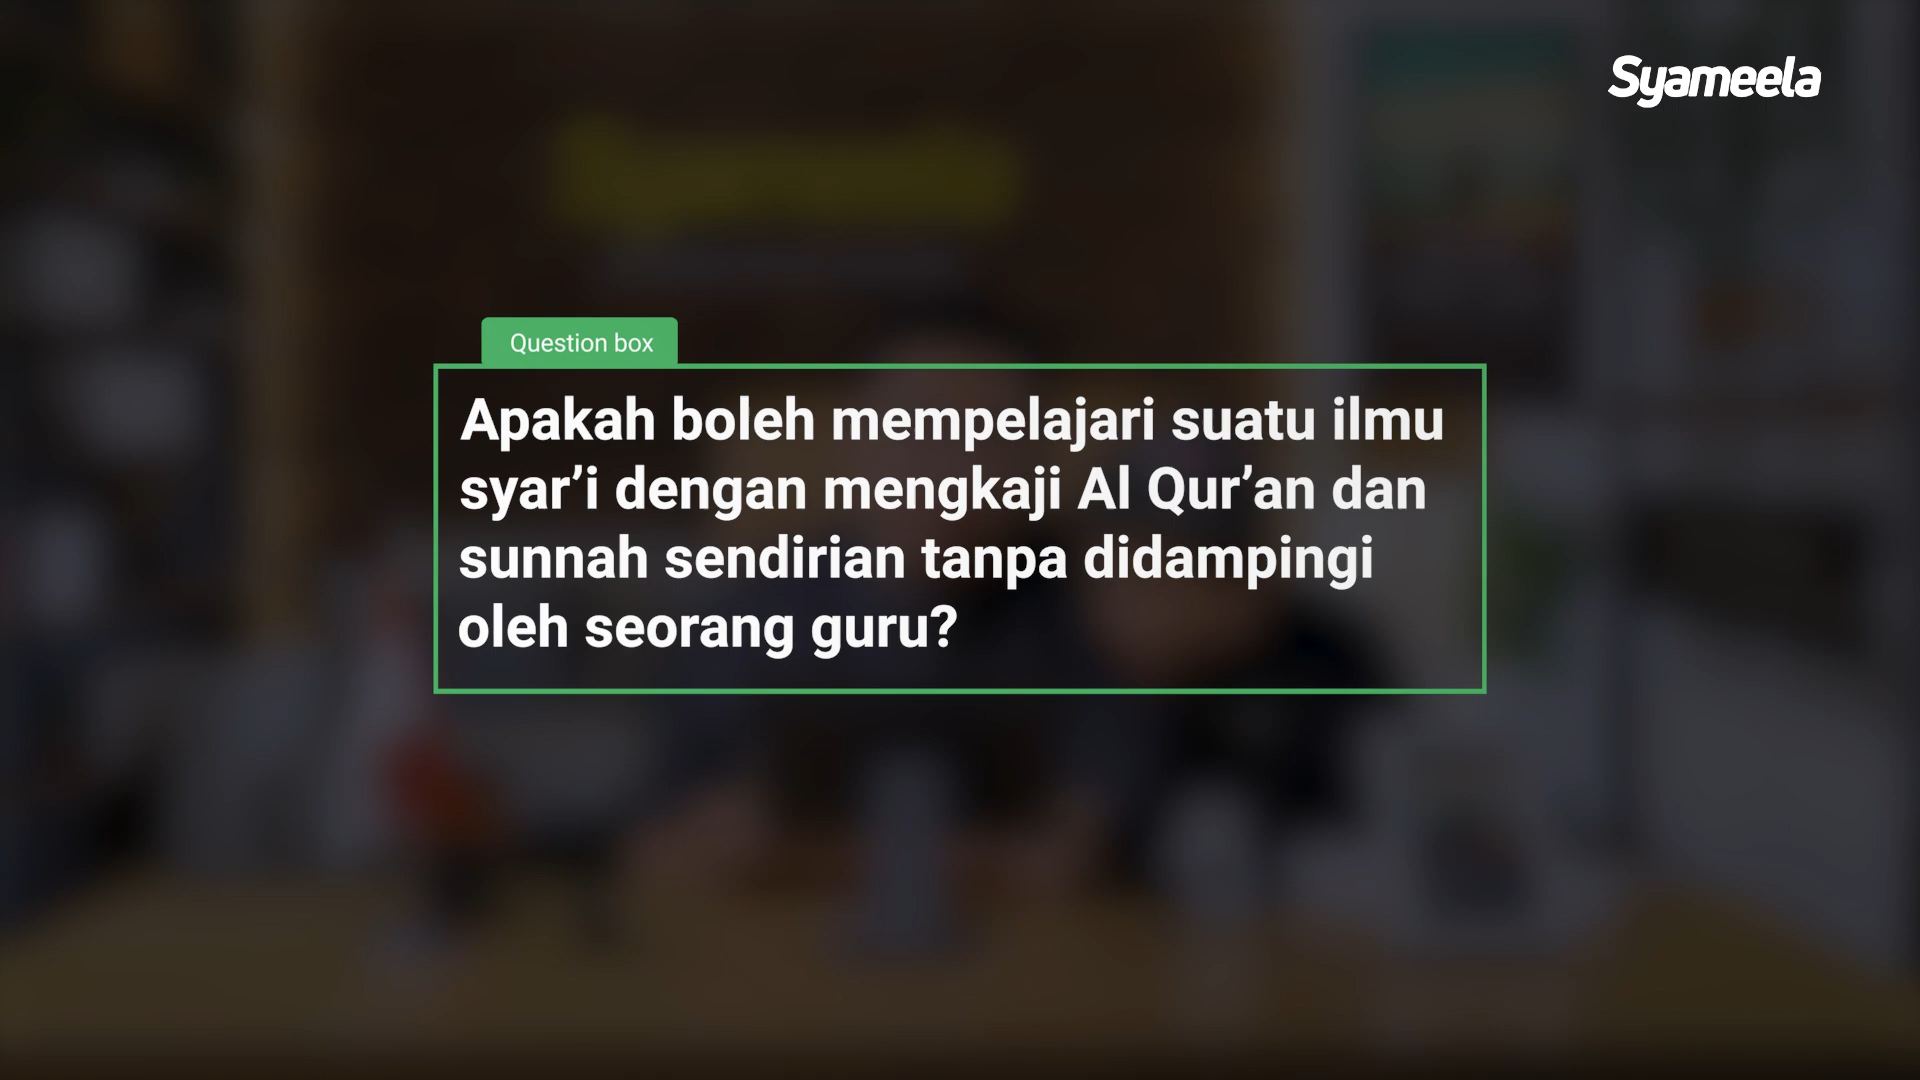 Syameela
Question box
Apakah boleh mempelajari suatu ilmu
syar’i dengan mengkaji Al Qur’an dan
sunnah sendirian tanpa didampingi
oleh seorang guru?